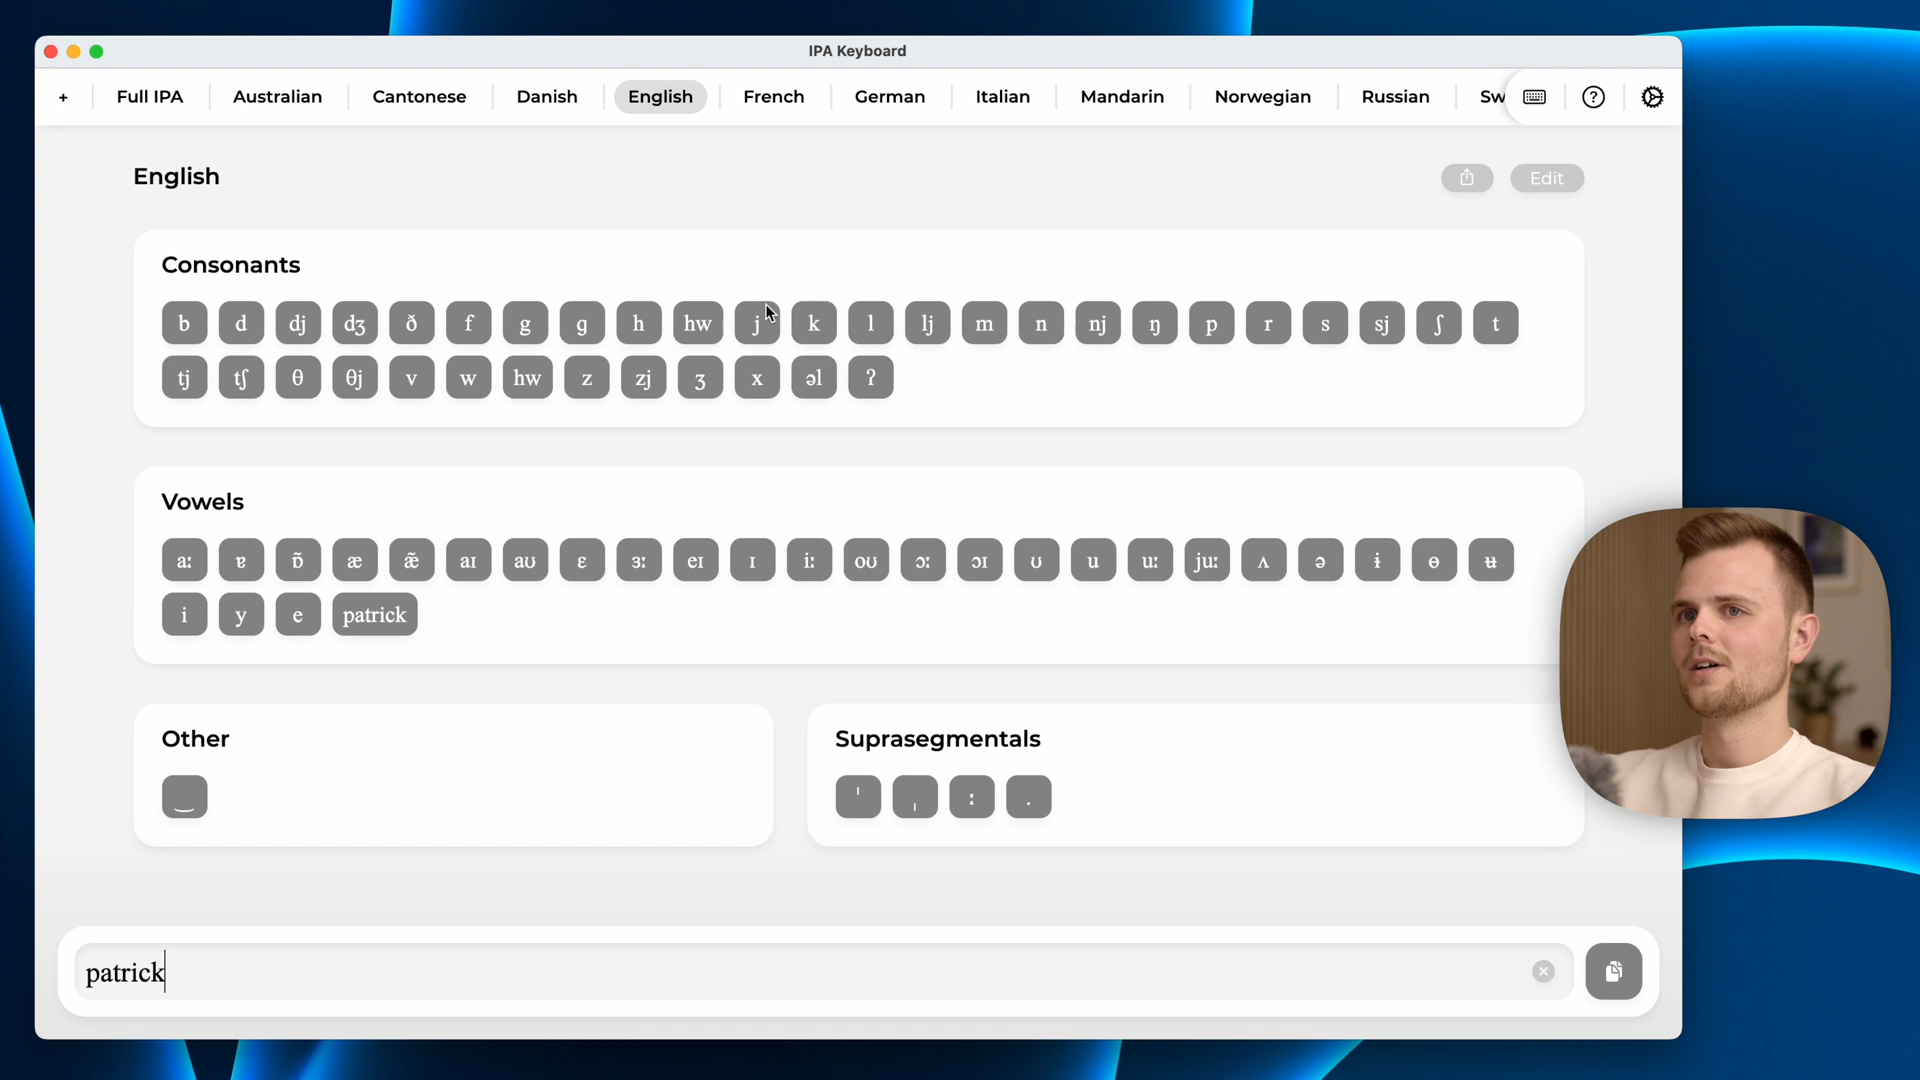 IPA Keyboard
+ Full IPA Australian Cantonese Danish English French German Italian Mandarin Norwegian Russian Sw
English
Edit
Consonants
b d dj dʒ ð f g ɡ h hw j k l lj m n nj ŋ p r s sj ʃ t
tj tʃ θ θj v w hw z zj ʒ x əl ʔ
Vowels
aː ɐ ɒ̃ æ æ̃ aɪ aʊ ɛ ɜː eɪ ɪ iː oʊ ɔː ɔɪ ʊ u uː juː ʌ ə ɨ ɵ ʉ
i y e patrick
Other
‿
Suprasegmentals
ˈ ˌ ː .
patrick